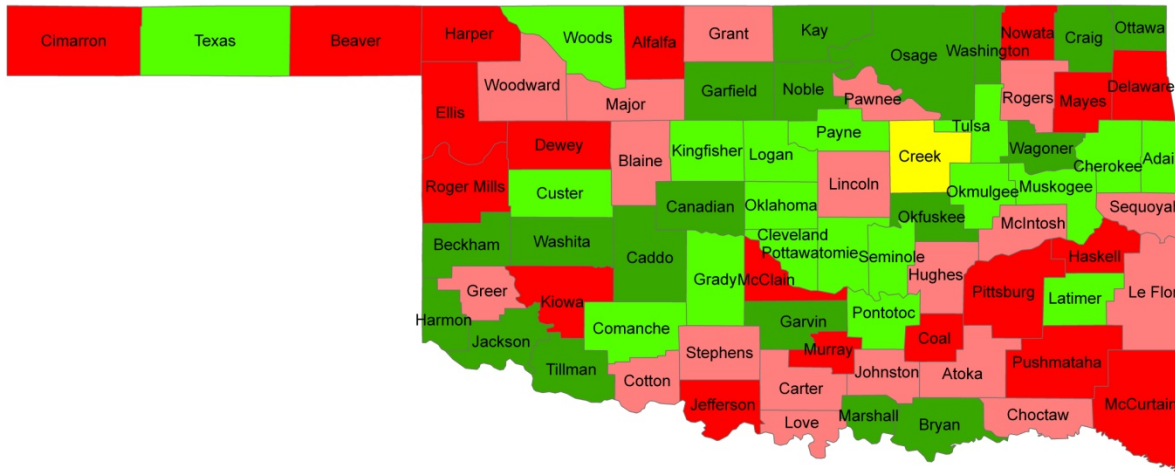 Cimarron
Texas
Beaver
Harper
Woods
Alfalfa
Grant
Kay
Osage
Washington
Nowata
Craig
Ottawa
Woodward
Ellis
Major
Garfield
Noble
Pawnee
Rogers
Mayes
Delaware
Dewey
Blaine
Kingfisher
Logan
Payne
Creek
Tulsa
Wagoner
Cherokee
Adai
Roger Mills
Custer
Canadian
Oklahoma
Lincoln
Okmulgee
Muskogee
Sequoyal
Beckham
Washita
Caddo
Cleveland
Pottawatomie
Seminole
Okfuskee
McIntosh
Greer
Kiowa
Grady
McClain
Hughes
Pittsburg
Haskell
Latimer
Le Flor
Harmon
Jackson
Comanche
Garvin
Pontotoc
Coal
Tillman
Cotton
Stephens
Murray
Johnston
Atoka
Pushmataha
Jefferson
Carter
Love
Marshall
Bryan
Choctaw
McCurtain